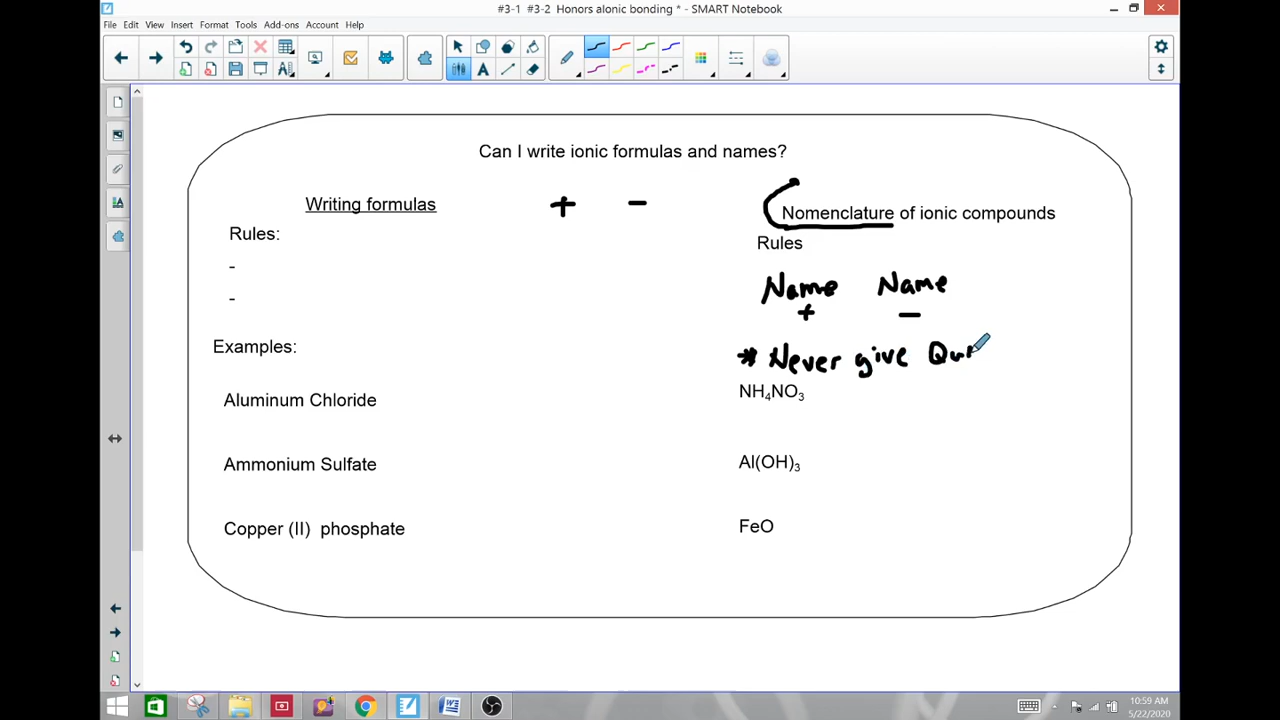 #3-1 #3-2 Honors aIonic bonding * - SMART Notebook
File Edit View Insert Format Tools Add-ons Account Help
Can I write ionic formulas and names?
Writing formulas
+ -
Nomenclature of ionic compounds
Rules:
Rules
-
-
Name Name
+ -
* Never give
Examples:
NH₄NO₃
Aluminum Chloride
Al(OH)₃
Ammonium Sulfate
FeO
Copper (II) phosphate
10:59 AM
5/22/2020